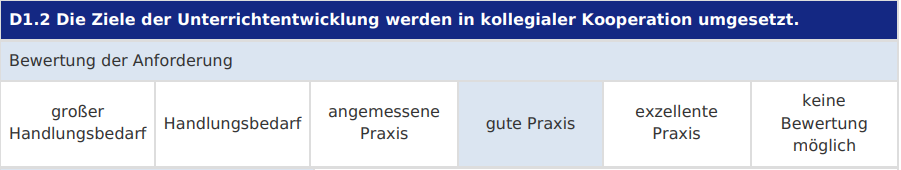 D1.2 Die Ziele der Unterrichtentwicklung werden in kollegialer Kooperation umgesetzt.
Bewertung der Anforderung
großer
Handlungsbedarf
Handlungsbedarf
angemessene
Praxis
gute Praxis
exzellente
Praxis
keine
Bewertung
möglich